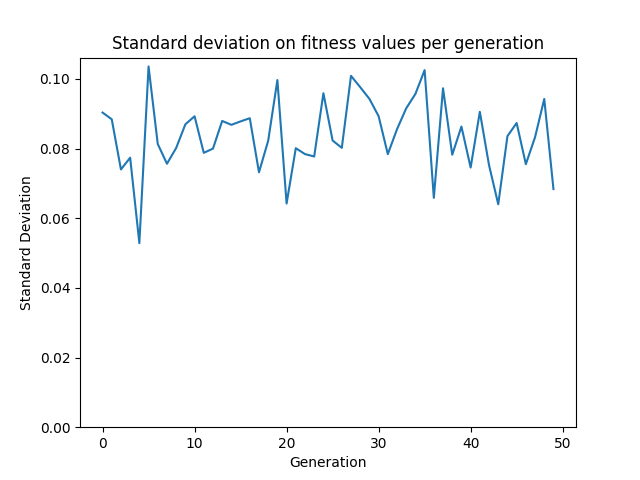 Standard deviation on fitness values per generation
0.10
0.08
0.06
0.04
0.02
0.00
Standard Deviation
0 10 20 30 40 50
Generation